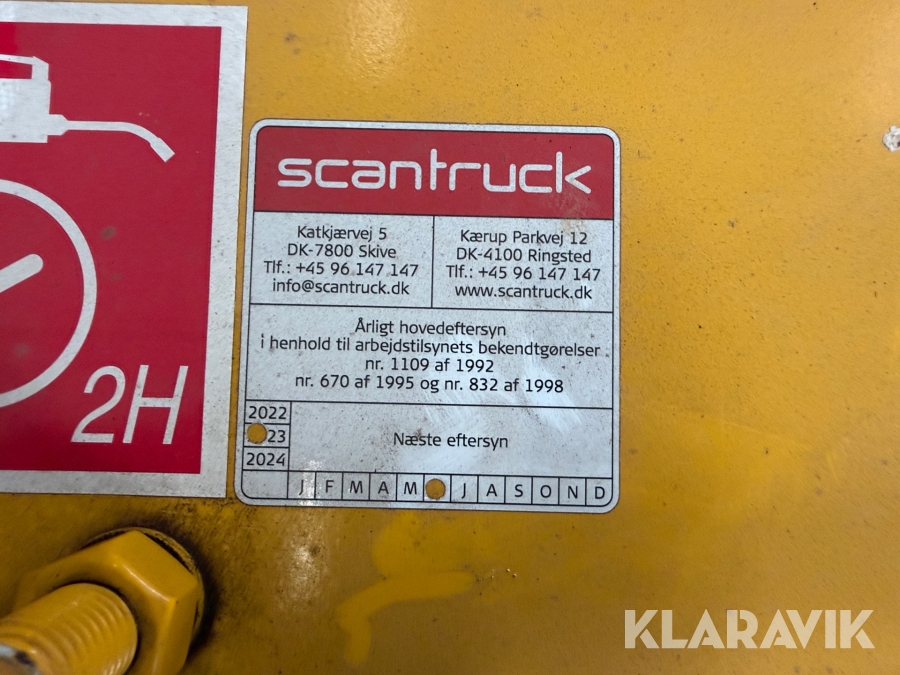 scantruck
Katkjærvej 5
DK-7800 Skive
Tlf.: +45 96 147 147
info@scantruck.dk
Kærup Parkvej 12
DK-4100 Ringsted
Tlf.: +45 96 147 147
www.scantruck.dk
Årligt hovedeftersyn
i henhold til arbejdstilsynets bekendtgørelser
nr. 1109 af 1992
nr. 670 af 1995 og nr. 832 af 1998
2022
23
2024
Næste eftersyn
J F M A M J A S O N D
2H
KLARAVIK